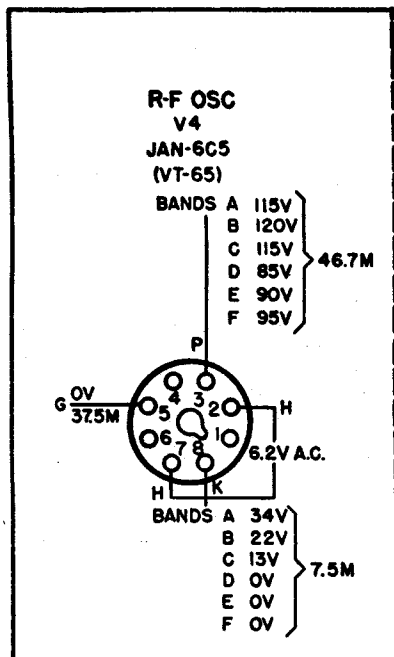 R-F OSC
V4
JAN-6C5
(VT-65)
BANDS A 115V
B 120V
C 115V
D 85V
E 90V
F 95V
46.7M
P
4 3
G 0V 5 2 H
37.5M
6 1
7 8 6.2V A.C.
H K
BANDS A 34V
B 22V
C 13V
D 0V
E 0V
F 0V
7.5M